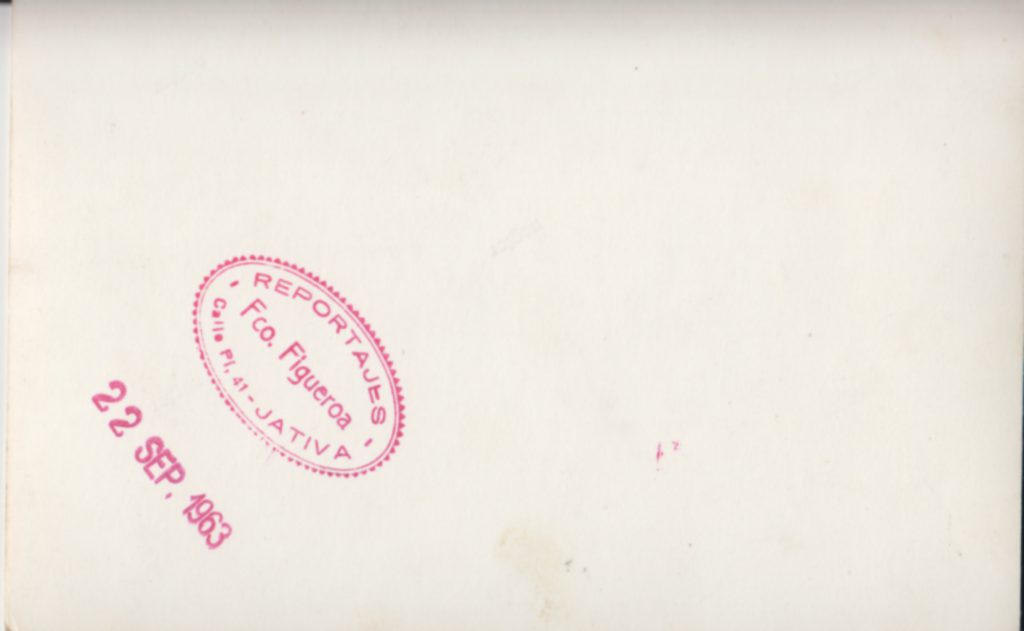 REPORTAJES
Fco. Figueroa
Calle Pl, 41 - JATIVA
22 SEP. 1963